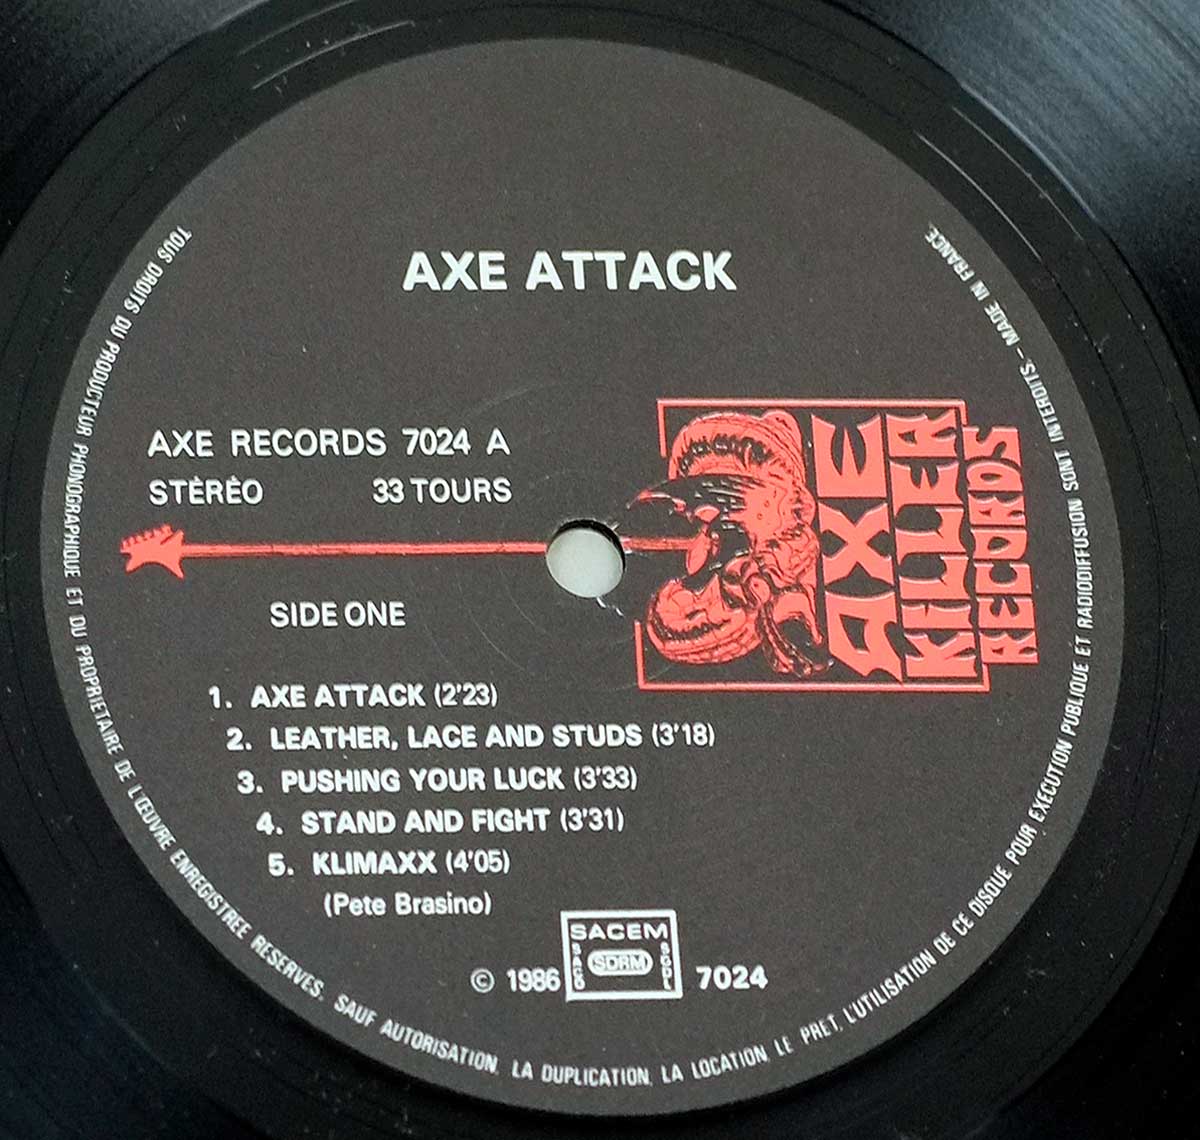 AXE ATTACK
AXE RECORDS 7024 A
STÉRÉO 33 TOURS
AXE
KILLER
RECORDS
SIDE ONE
1. AXE ATTACK (2'23)
2. LEATHER, LACE AND STUDS (3'18)
3. PUSHING YOUR LUCK (3'33)
4. STAND AND FIGHT (3'31)
5. KLIMAXX (4'05)
(Pete Brasino)
© 1986
SACEM
SACD
SDRM
SGDL
7024
TOUS DROITS DU PRODUCTEUR PHONOGRAPHIQUE ET DU PROPRIETAIRE DE L'ŒUVRE ENREGISTREE RESERVES. SAUF AUTORISATION, LA DUPLICATION, LA LOCATION, LE PRET, L'UTILISATION DE CE DISQUE POUR EXECUTION PUBLIQUE ET RADIODIFFUSION SONT INTERDITS. - MADE IN FRANCE.